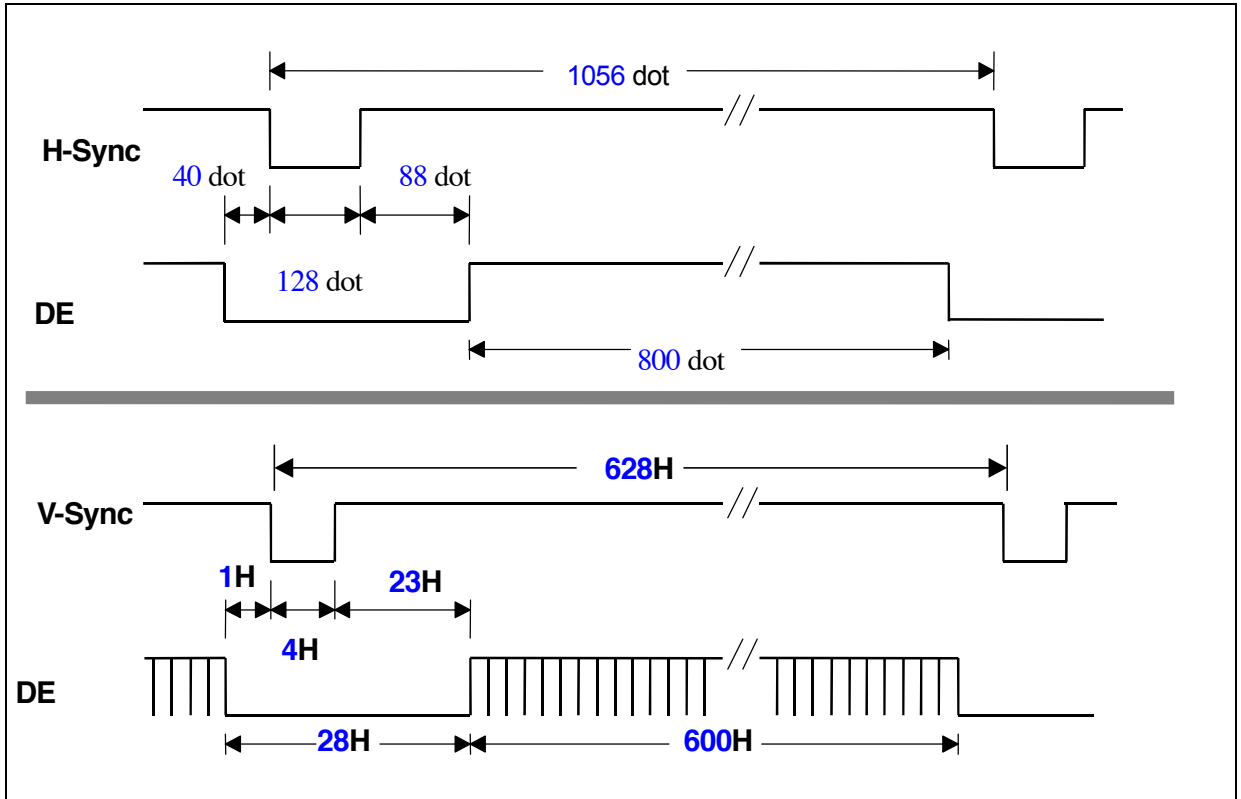 1056 dot
H-Sync
40 dot
88 dot
128 dot
DE
800 dot
628H
V-Sync
1H
23H
4H
DE
28H
600H